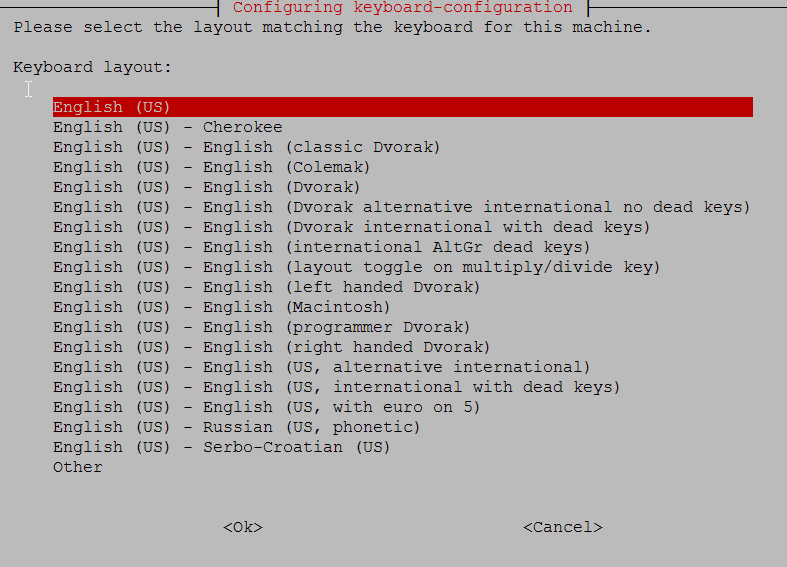 Configuring keyboard-configuration
Please select the layout matching the keyboard for this machine.
Keyboard layout:
English (US)
English (US) - Cherokee
English (US) - English (classic Dvorak)
English (US) - English (Colemak)
English (US) - English (Dvorak)
English (US) - English (Dvorak alternative international no dead keys)
English (US) - English (Dvorak international with dead keys)
English (US) - English (international AltGr dead keys)
English (US) - English (layout toggle on multiply/divide key)
English (US) - English (left handed Dvorak)
English (US) - English (Macintosh)
English (US) - English (programmer Dvorak)
English (US) - English (right handed Dvorak)
English (US) - English (US, alternative international)
English (US) - English (US, international with dead keys)
English (US) - English (US, with euro on 5)
English (US) - Russian (US, phonetic)
English (US) - Serbo-Croatian (US)
Other
<Ok> <Cancel>